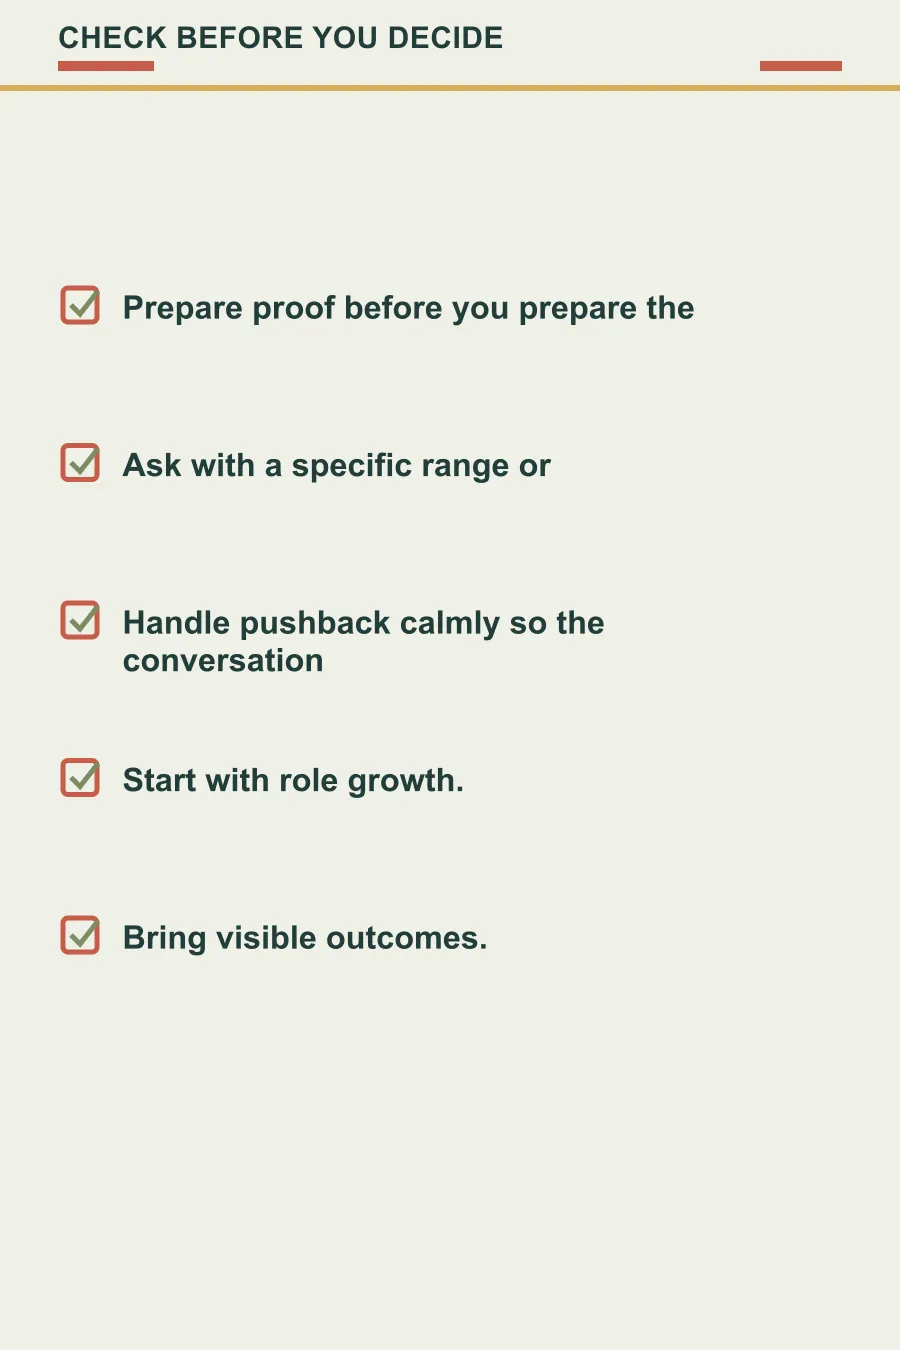 CHECK BEFORE YOU DECIDE
Prepare proof before you prepare the
Ask with a specific range or
Handle pushback calmly so the
conversation
Start with role growth.
Bring visible outcomes.